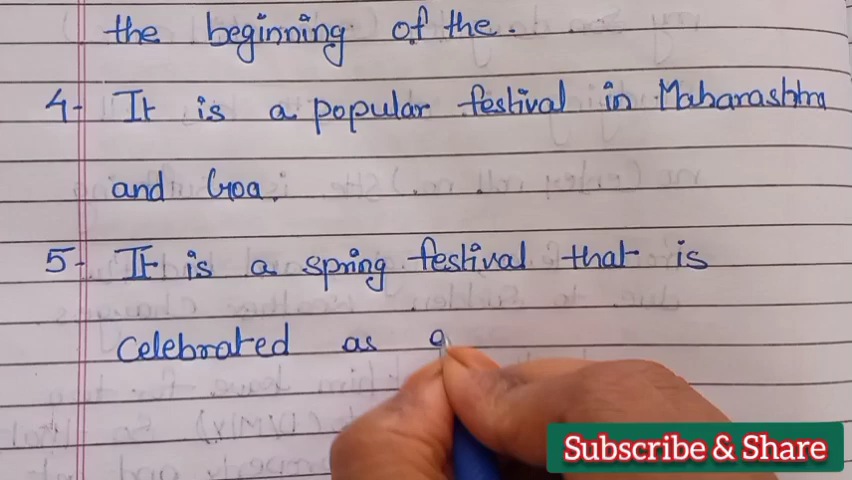 the beginning of the.
4- It is a popular festival in Maharashtra
and Goa.
5- It is a spring festival that is
celebrated as
Subscribe & Share